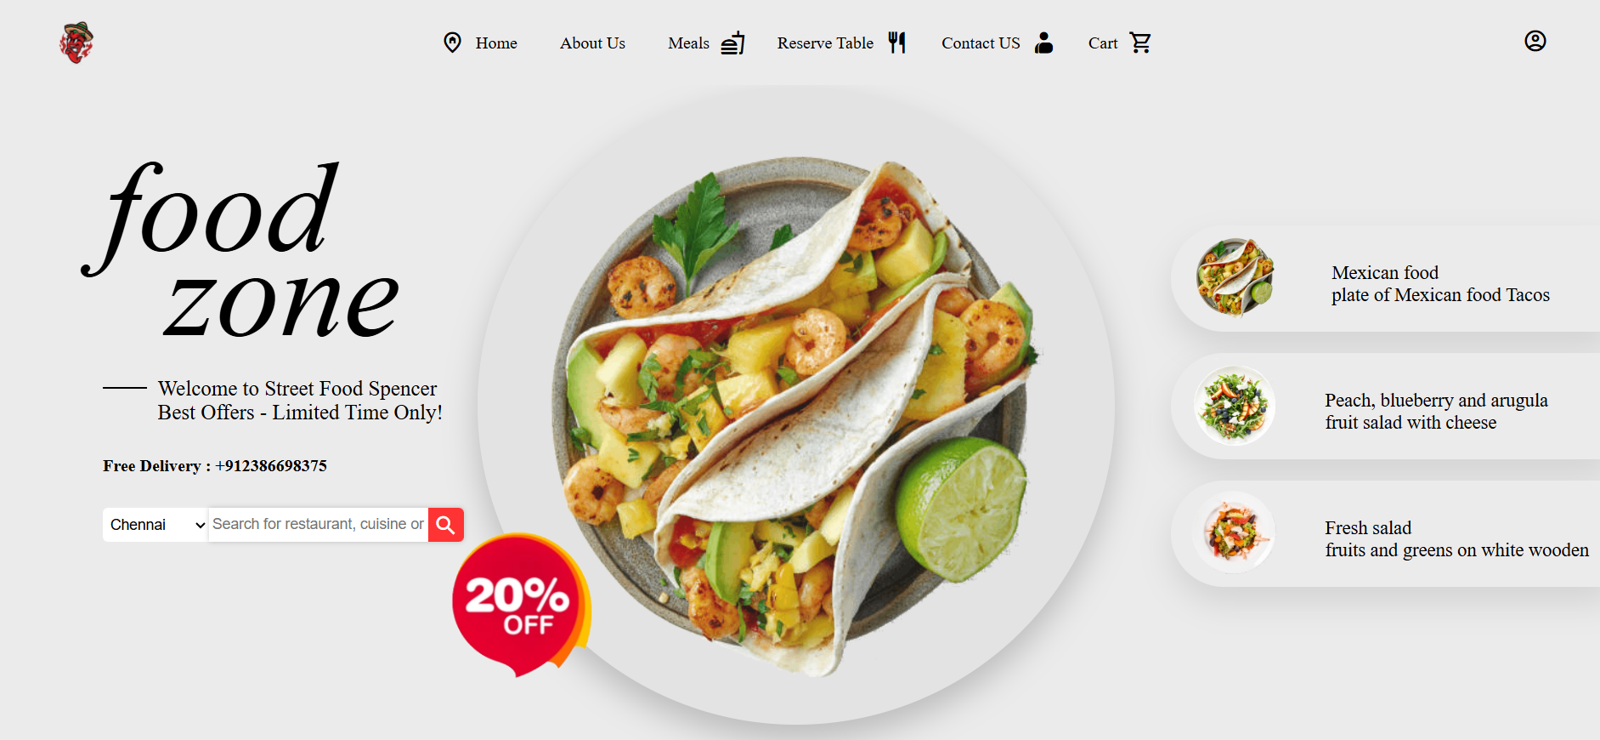 Home
About Us
Meals
Reserve Table
Contact US
Cart
food
zone
Welcome to Street Food Spencer
Best Offers - Limited Time Only!
Free Delivery : +912386698375
Chennai
Search for restaurant, cuisine or
20%
OFF
Mexican food
plate of Mexican food Tacos
Peach, blueberry and arugula
fruit salad with cheese
Fresh salad
fruits and greens on white wooden